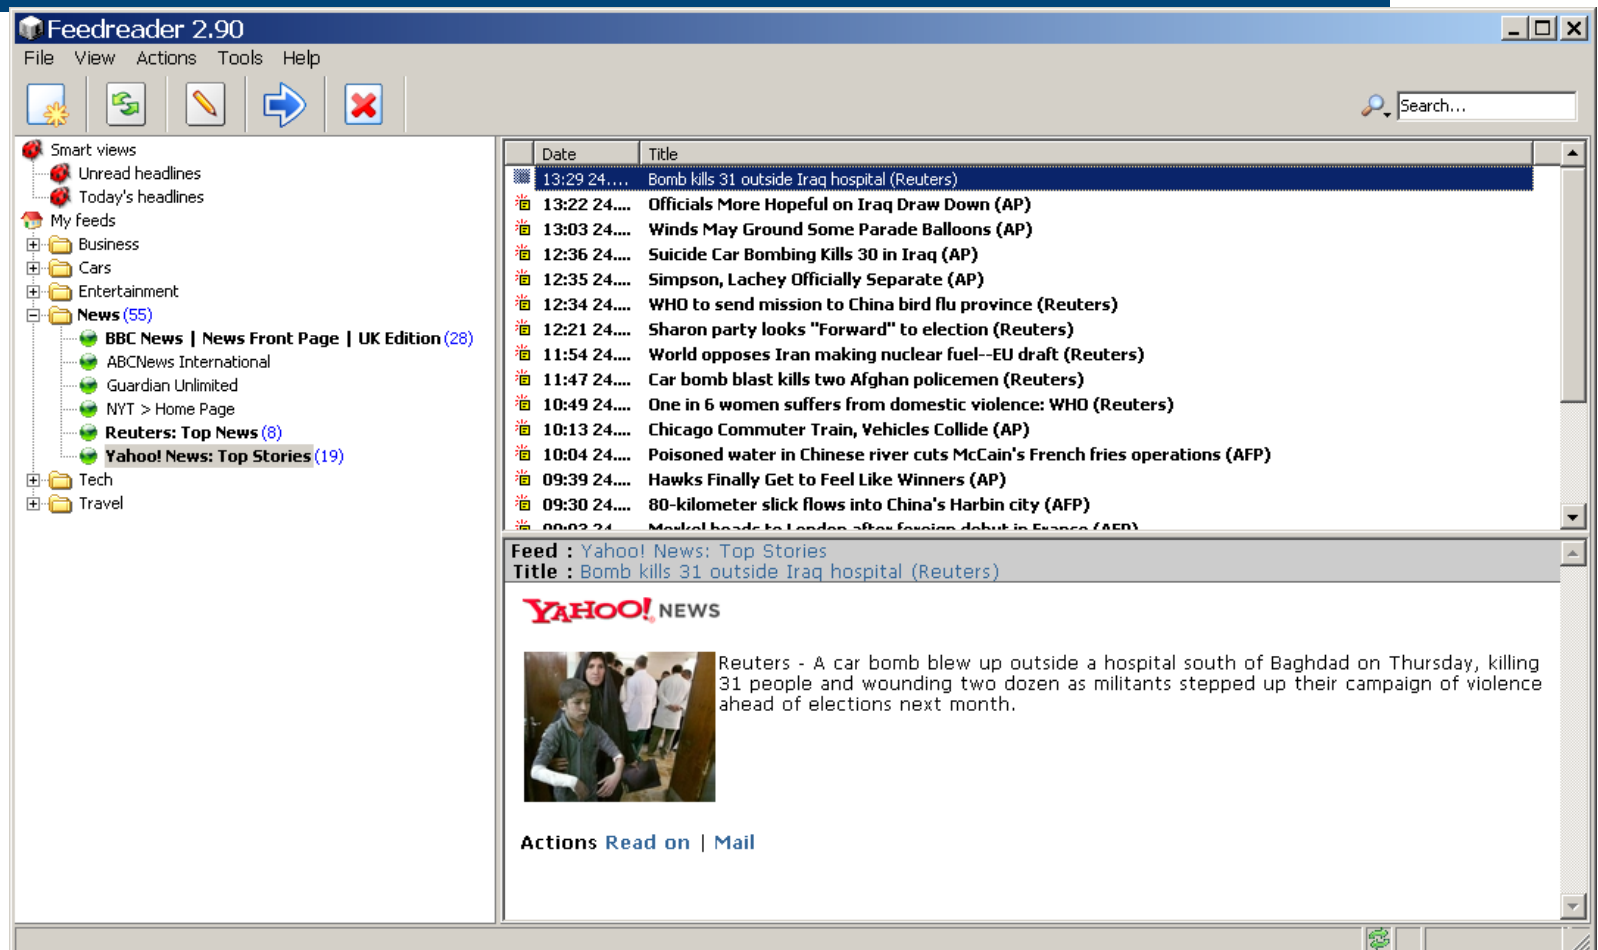 Feedreader 2.90
File View Actions Tools Help
Search...
Smart views
Unread headlines
Today's headlines
My feeds
Business
Cars
Entertainment
News (55)
BBC News | News Front Page | UK Edition (28)
ABCNews International
Guardian Unlimited
NYT > Home Page
Reuters: Top News (8)
Yahoo! News: Top Stories (19)
Tech
Travel
Date Title
13:29 24.... Bomb kills 31 outside Iraq hospital (Reuters)
13:22 24.... Officials More Hopeful on Iraq Draw Down (AP)
13:03 24.... Winds May Ground Some Parade Balloons (AP)
12:36 24.... Suicide Car Bombing Kills 30 in Iraq (AP)
12:35 24.... Simpson, Lachey Officially Separate (AP)
12:34 24.... WHO to send mission to China bird flu province (Reuters)
12:21 24.... Sharon party looks "Forward" to election (Reuters)
11:54 24.... World opposes Iran making nuclear fuel--EU draft (Reuters)
11:47 24.... Car bomb blast kills two Afghan policemen (Reuters)
10:49 24.... One in 6 women suffers from domestic violence: WHO (Reuters)
10:13 24.... Chicago Commuter Train, Vehicles Collide (AP)
10:04 24.... Poisoned water in Chinese river cuts McCain's French fries operations (AFP)
09:39 24.... Hawks Finally Get to Feel Like Winners (AP)
09:30 24.... 80-kilometer slick flows into China's Harbin city (AFP)
09:03 24.... Merkel heads to London after foreign debut in France (AFP)
Feed : Yahoo! News: Top Stories
Title : Bomb kills 31 outside Iraq hospital (Reuters)
YAHOO! NEWS
Reuters - A car bomb blew up outside a hospital south of Baghdad on Thursday, killing
31 people and wounding two dozen as militants stepped up their campaign of violence
ahead of elections next month.
Actions Read on | Mail